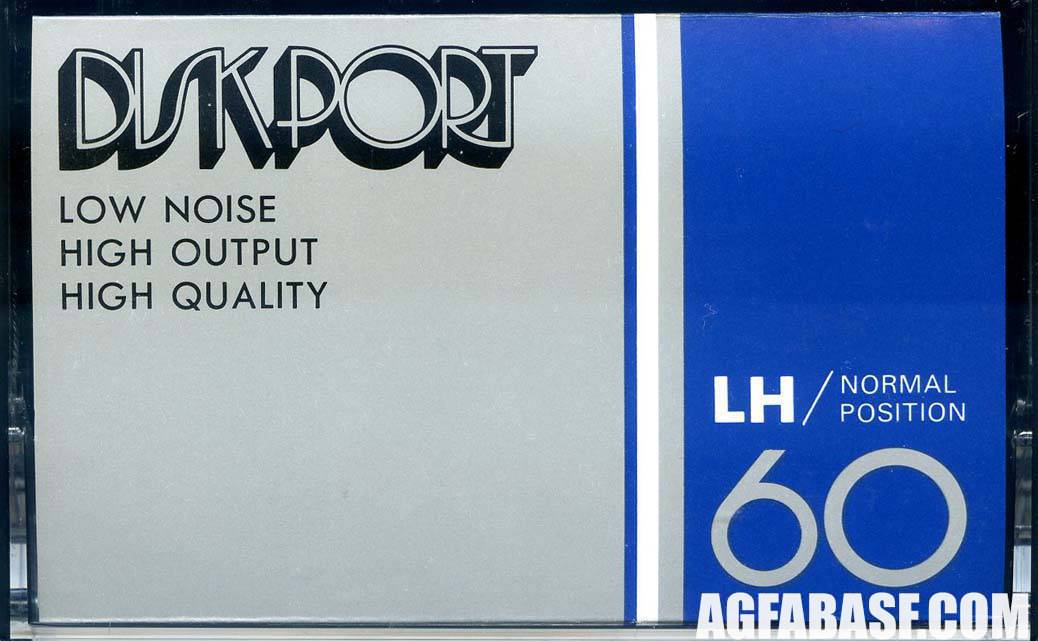 DISKPORT
LOW NOISE
HIGH OUTPUT
HIGH QUALITY
LH/NORMAL
POSITION
60
AGFABASE.COM